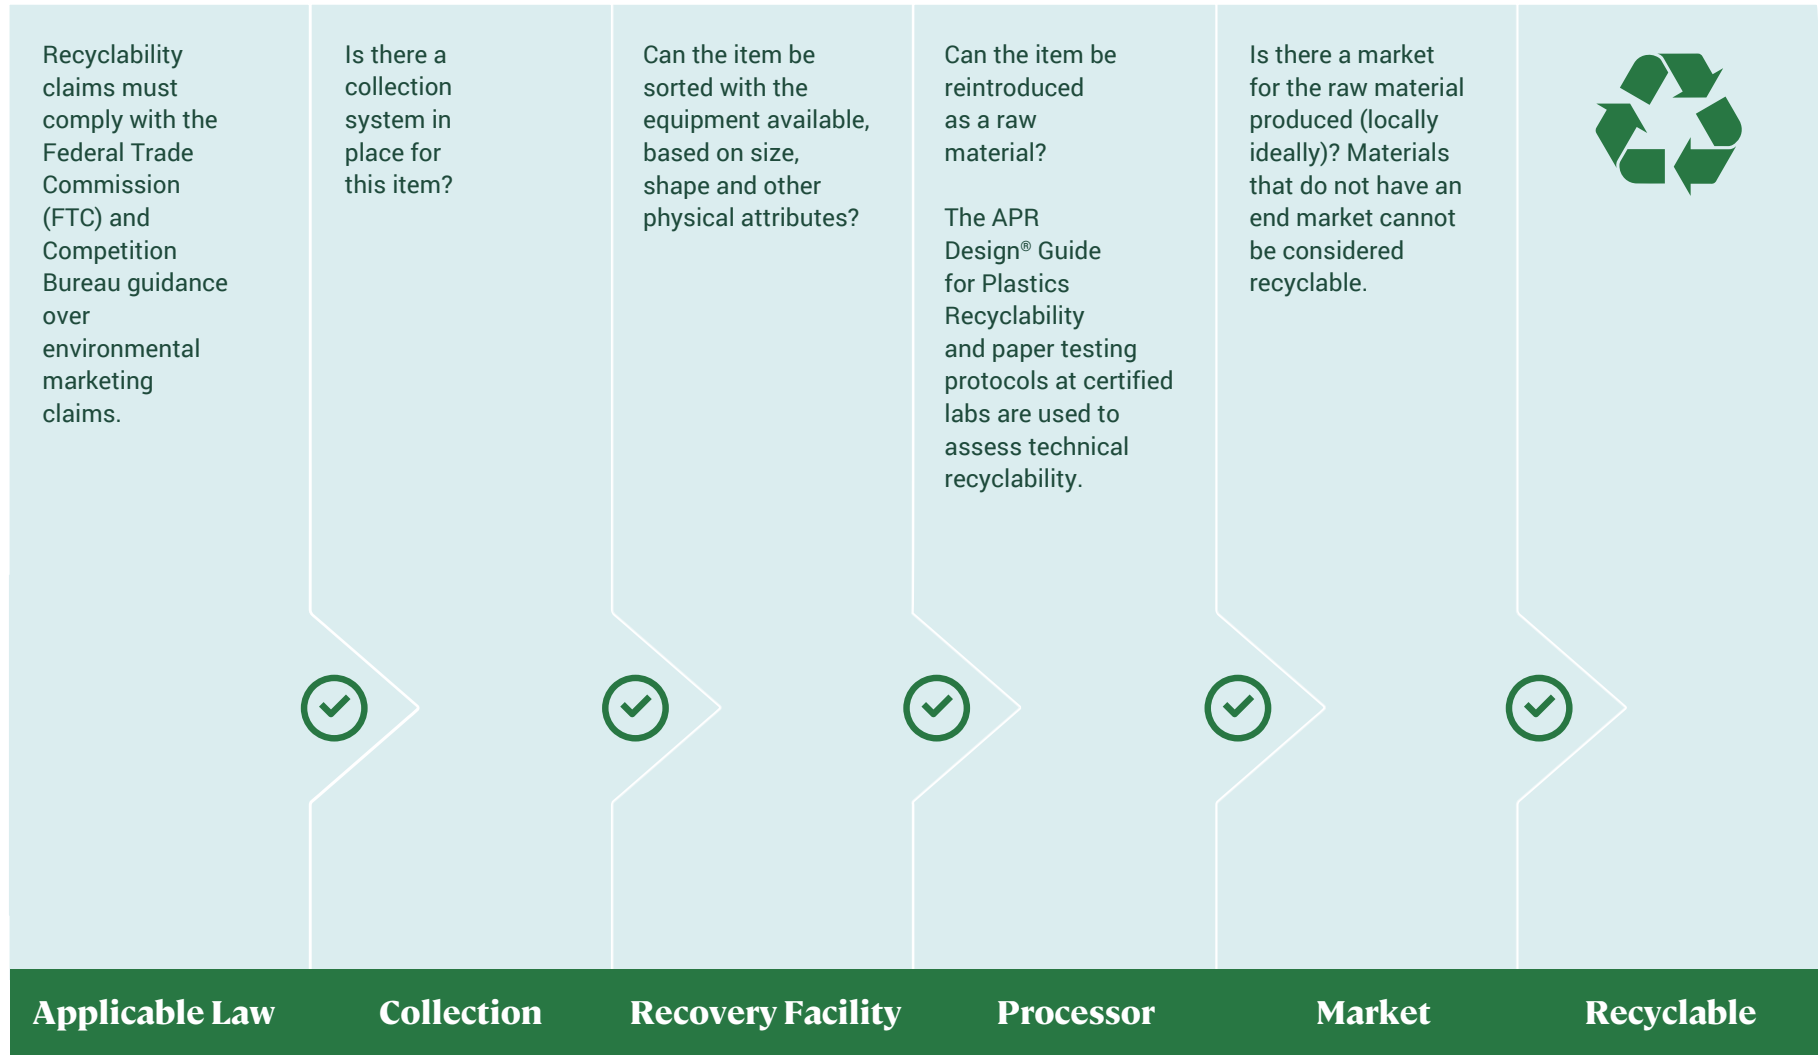 Recyclability
claims must
comply with the
Federal Trade
Commission
(FTC) and
Competition
Bureau guidance
over
environmental
marketing
claims.
Is there a
collection
system in
place for
this item?
Can the item be
sorted with the
equipment available,
based on size,
shape and other
physical attributes?
Can the item be
reintroduced
as a raw
material?
The APR
Design® Guide
for Plastics
Recyclability
and paper testing
protocols at certified
labs are used to
assess technical
recyclability.
Is there a market
for the raw material
produced (locally
ideally)? Materials
that do not have an
end market cannot
be considered
recyclable.
Applicable Law
Collection
Recovery Facility
Processor
Market
Recyclable